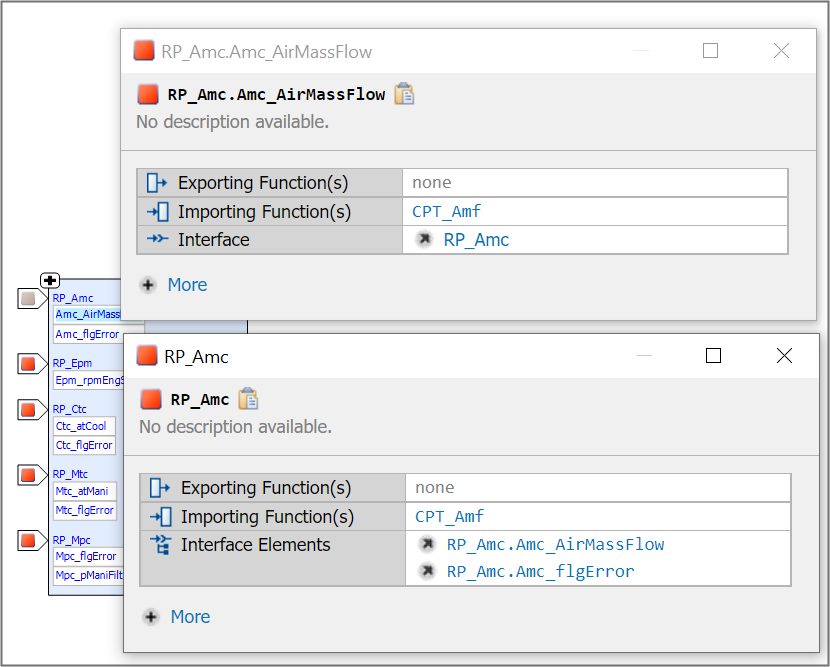 RP_Amc.Amc_AirMassFlow
RP_Amc.Amc_AirMassFlow
No description available.
Exporting Function(s) none
Importing Function(s) CPT_Amf
Interface RP_Amc
More
RP_Amc
Amc_AirMass
Amc_flgError
RP_Epm
Epm_rpmEng
RP_Ctc
Ctc_atCool
Ctc_flgError
RP_Mtc
Mtc_atMani
Mtc_flgError
RP_Mpc
Mpc_flgError
Mpc_pManiFilt
RP_Amc
RP_Amc
No description available.
Exporting Function(s) none
Importing Function(s) CPT_Amf
Interface Elements RP_Amc.Amc_AirMassFlow
RP_Amc.Amc_flgError
More